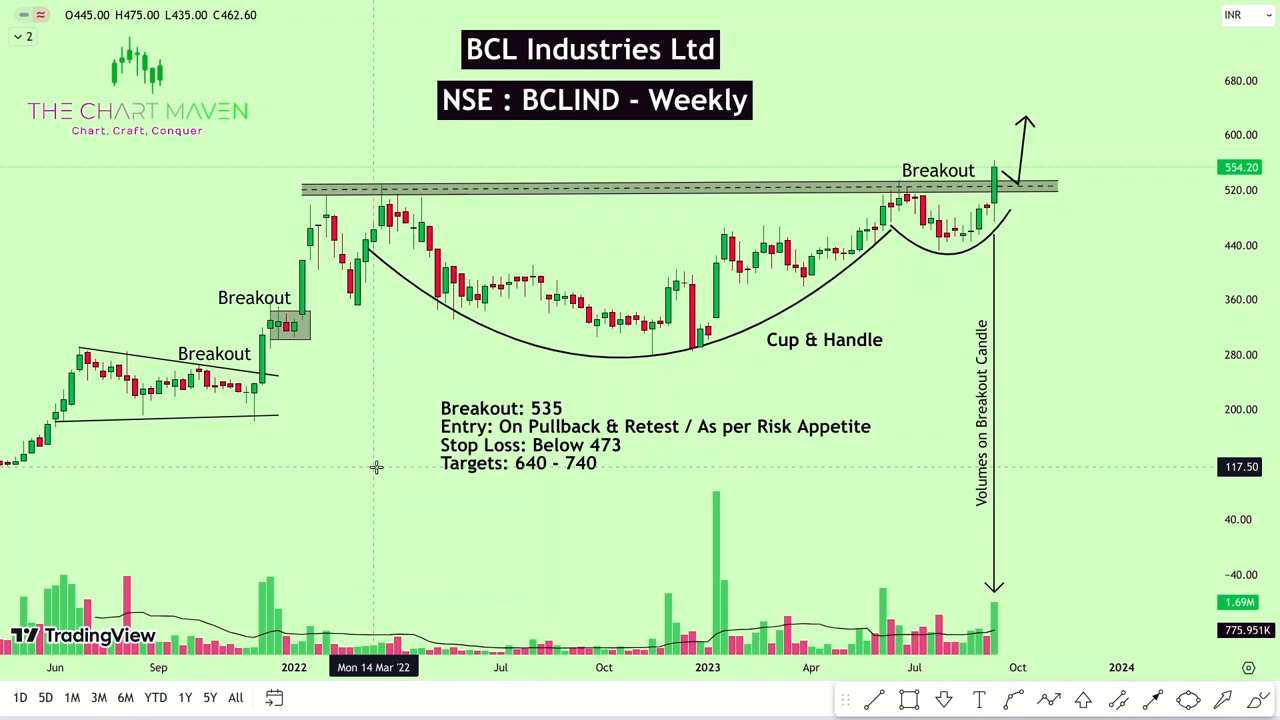 O445.00 H475.00 L435.00 C462.60
INR
2
BCL Industries Ltd
NSE : BCLIND - Weekly
THE CHART MAVEN
Chart, Craft, Conquer
680.00
600.00
554.20
520.00
440.00
360.00
280.00
200.00
117.50
40.00
−40.00
1.69M
775.951K
Breakout
Breakout
Breakout
Cup & Handle
Breakout: 535
Entry: On Pullback & Retest / As per Risk Appetite
Stop Loss: Below 473
Targets: 640 - 740
Volumes on Breakout Candle
TradingView
Jun Sep 2022 Mon 14 Mar '22 Jul Oct 2023 Apr Jul Oct 2024
1D 5D 1M 3M 6M YTD 1Y 5Y All